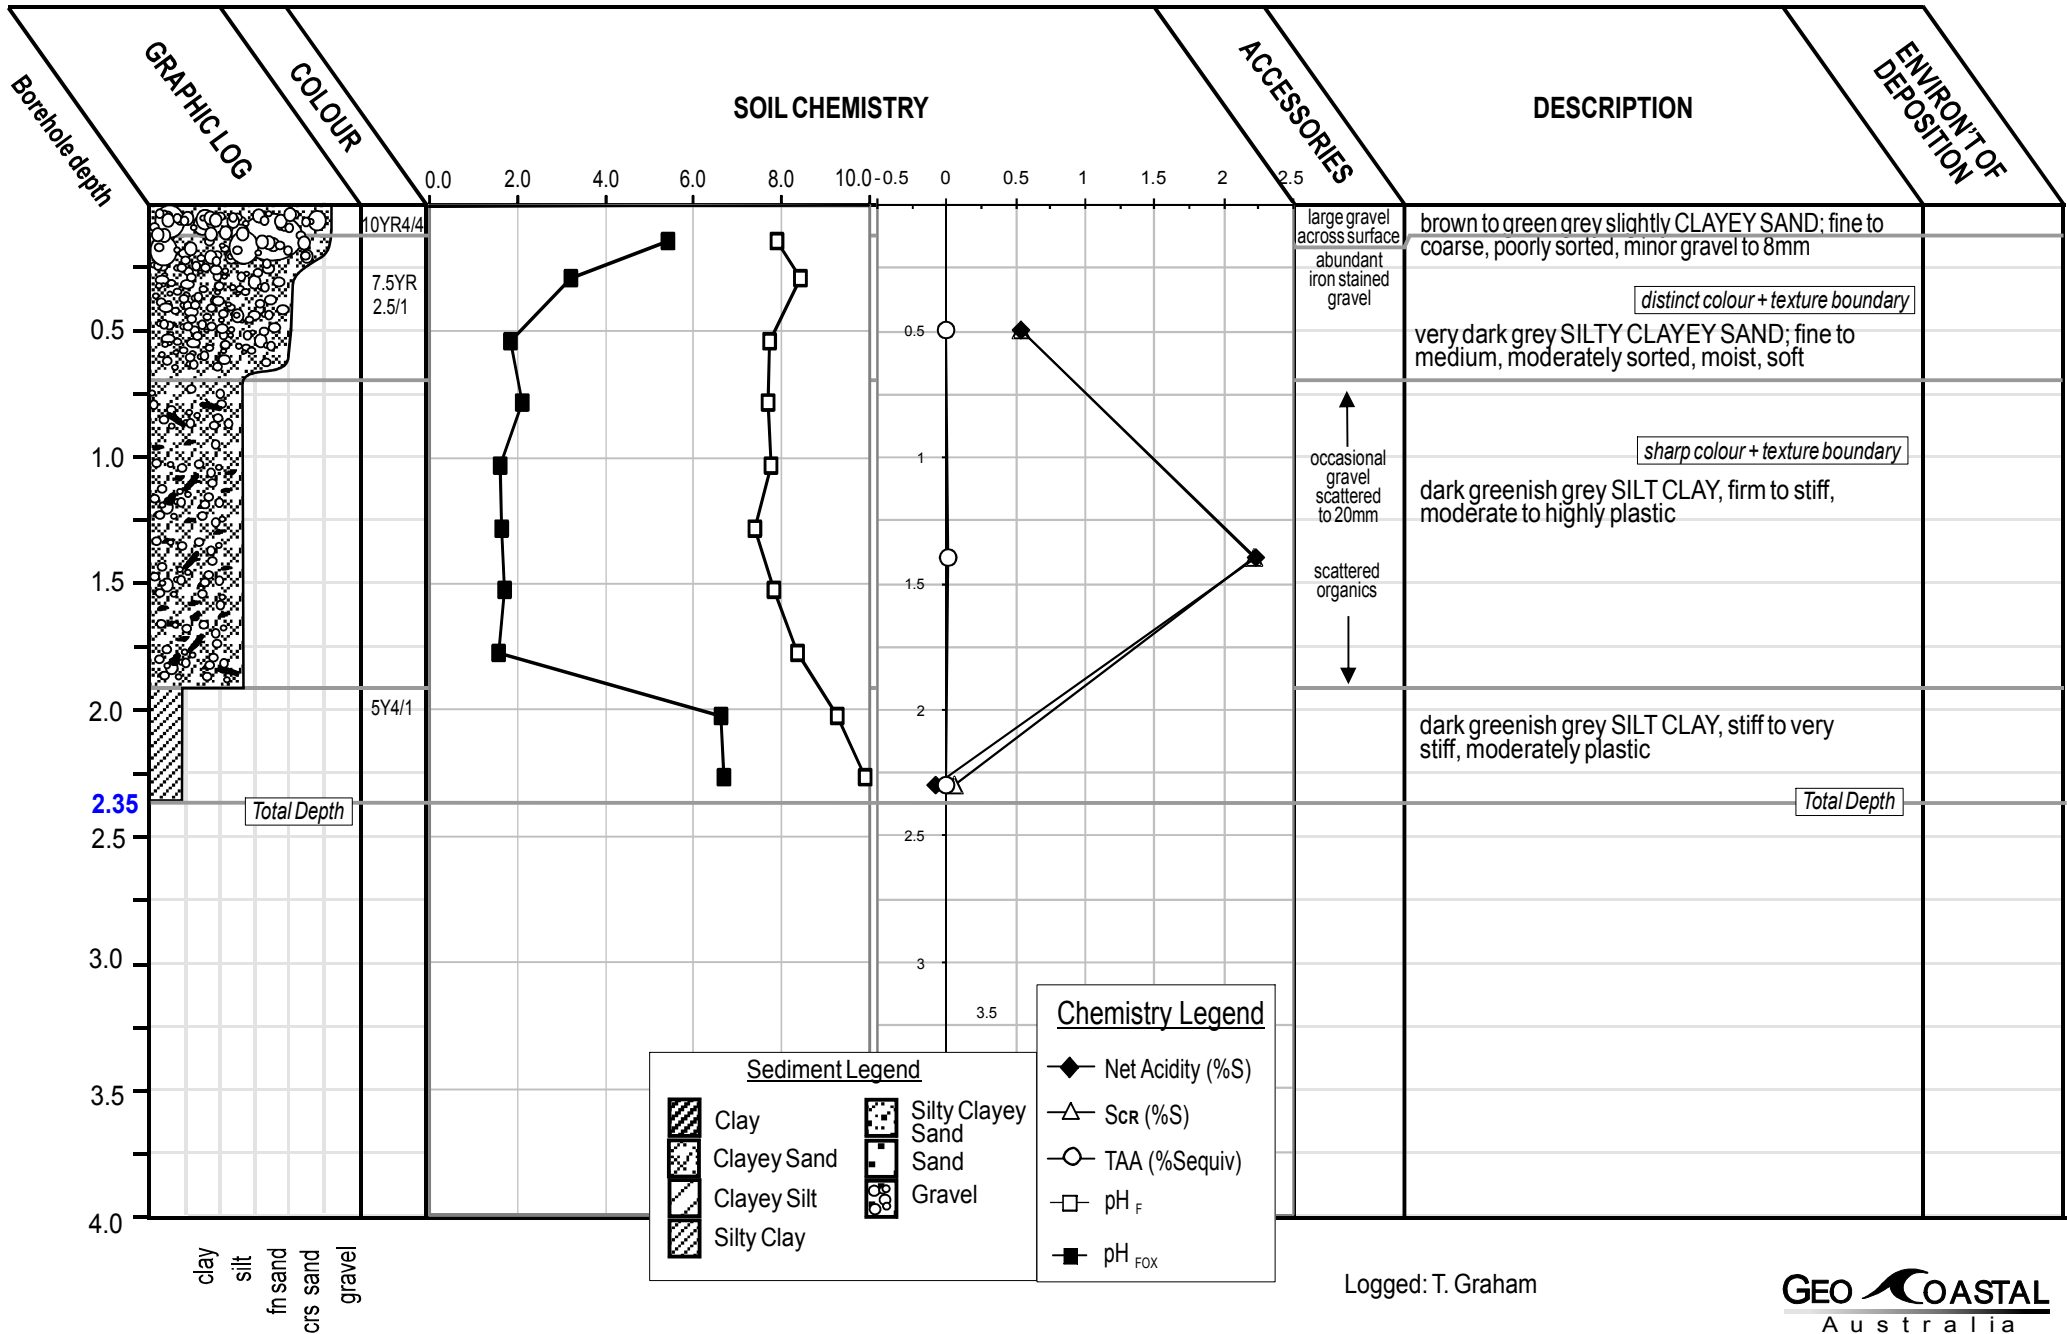 Borehole depth
GRAPHIC LOG
COLOUR
SOIL CHEMISTRY
ACCESSORIES
DESCRIPTION
ENVIRON'T OF
DEPOSITION
0.0 2.0 4.0 6.0 8.0 10.0 -0.5 0 0.5 1 1.5 2 2.5
10YR4/4
7.5YR
2.5/1
5Y4/1
0.5
1.0
1.5
2.0
2.35
2.5
3.0
3.5
4.0
Total Depth
0.5
1
1.5
2
2.5
3
3.5
large gravel
across surface
abundant
iron stained
gravel
occasional
gravel
scattered
to 20mm
scattered
organics
brown to green grey slightly CLAYEY SAND; fine to
coarse, poorly sorted, minor gravel to 8mm
distinct colour + texture boundary
very dark grey SILTY CLAYEY SAND; fine to
medium, moderately sorted, moist, soft
sharp colour + texture boundary
dark greenish grey SILT CLAY, firm to stiff,
moderate to highly plastic
dark greenish grey SILT CLAY, stiff to very
stiff, moderately plastic
Total Depth
Sediment Legend
Clay
Clayey Sand
Clayey Silt
Silty Clay
Silty Clayey
Sand
Sand
Gravel
Chemistry Legend
Net Acidity (%S)
SCR (%S)
TAA (%Sequiv)
pH F
pH FOX
clay
silt
fn sand
crs sand
gravel
Logged: T. Graham
GEO COASTAL
Australia